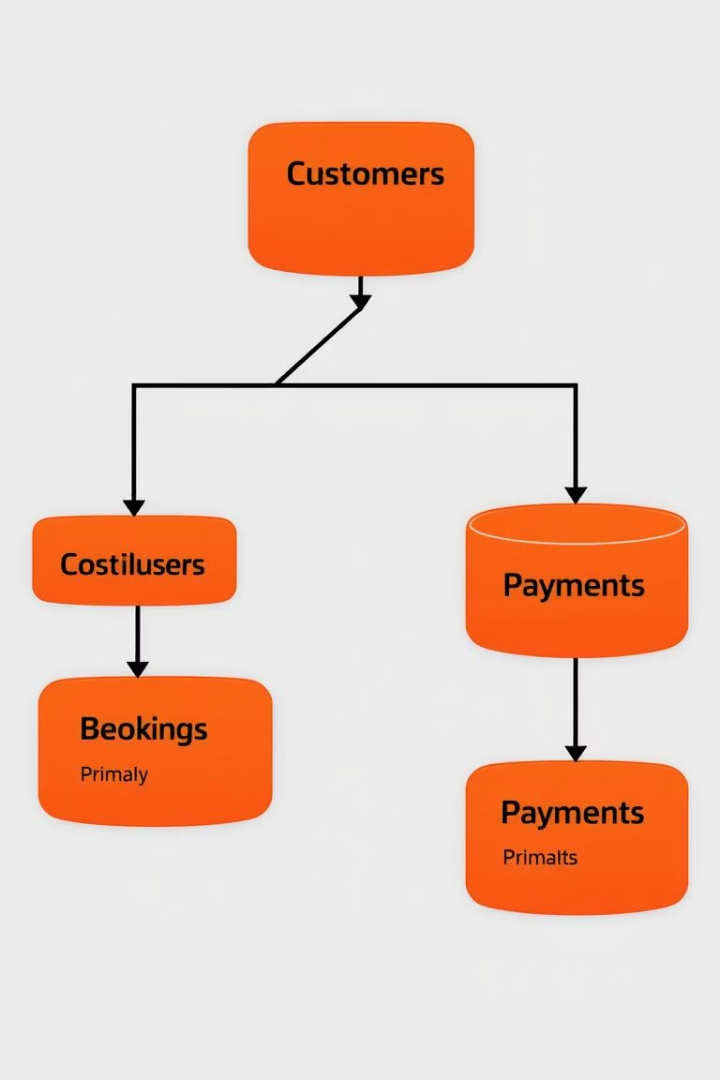 Customers
Costilusers
Payments
Beokings
Primaly
Payments
Primalts